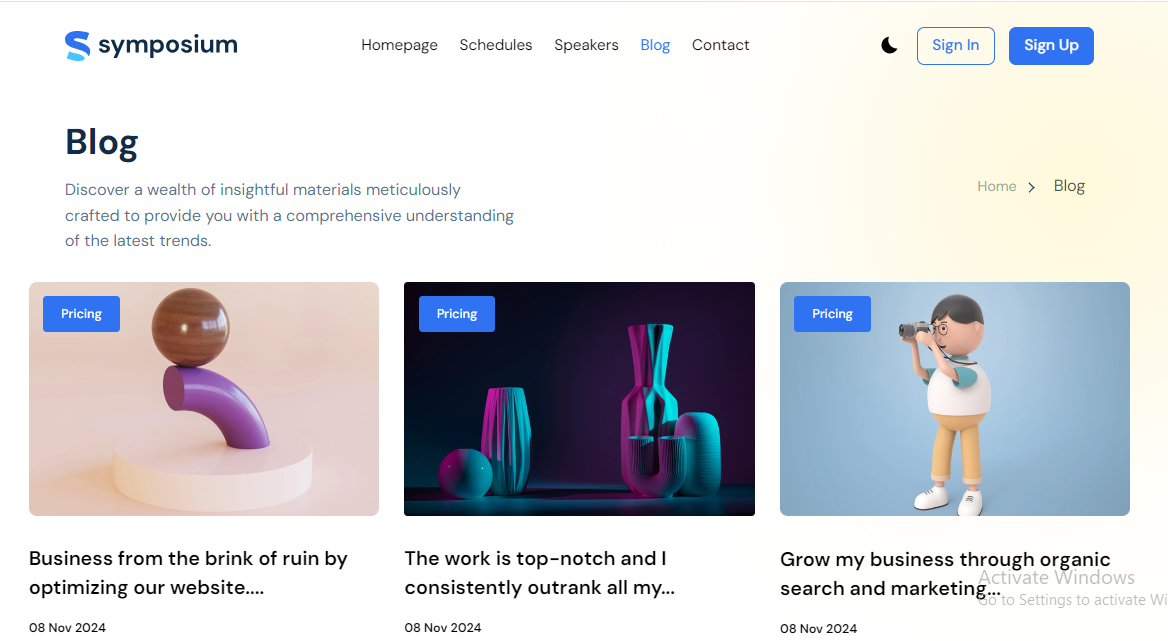 symposium
Homepage Schedules Speakers Blog Contact
Sign In Sign Up
Blog
Discover a wealth of insightful materials meticulously
crafted to provide you with a comprehensive understanding
of the latest trends.
Home > Blog
Pricing
Pricing
Pricing
Business from the brink of ruin by
optimizing our website....
08 Nov 2024
The work is top-notch and I
consistently outrank all my...
08 Nov 2024
Grow my business through organic
search and marketing...
08 Nov 2024
Activate Windows
Go to Settings to activate Wi